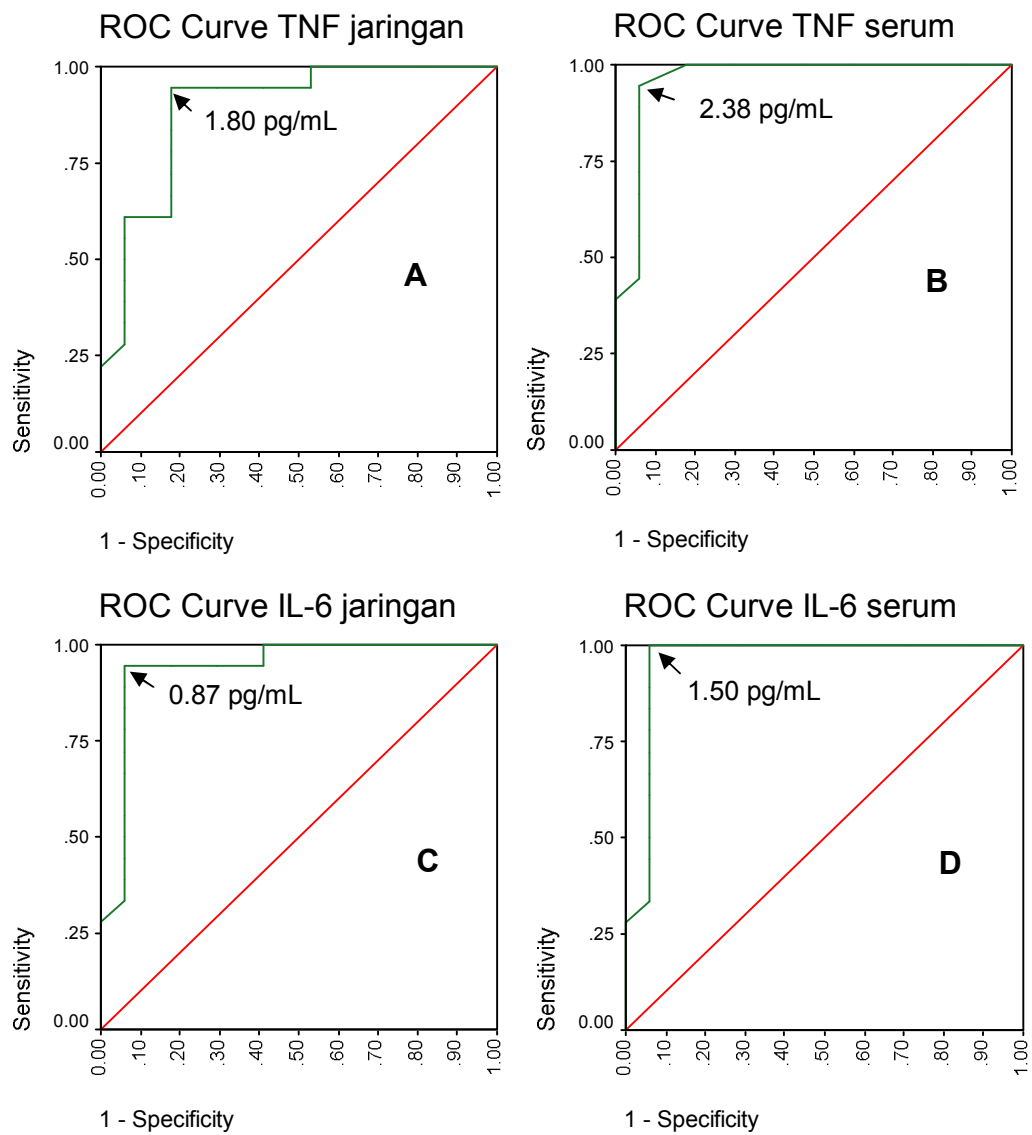 ROC Curve TNF jaringan
1.00
.75
.50
.25
0.00
Sensitivity
1.80 pg/mL
A
0.00 .10 .20 .30 .40 .50 .60 .70 .80 .90 1.00
1 - Specificity
ROC Curve TNF serum
1.00
.75
.50
.25
0.00
Sensitivity
2.38 pg/mL
B
0.00 .10 .20 .30 .40 .50 .60 .70 .80 .90 1.00
1 - Specificity
ROC Curve IL-6 jaringan
1.00
.75
.50
.25
0.00
Sensitivity
0.87 pg/mL
C
0.00 .10 .20 .30 .40 .50 .60 .70 .80 .90 1.00
1 - Specificity
ROC Curve IL-6 serum
1.00
.75
.50
.25
0.00
Sensitivity
1.50 pg/mL
D
0.00 .10 .20 .30 .40 .50 .60 .70 .80 .90 1.00
1 - Specificity